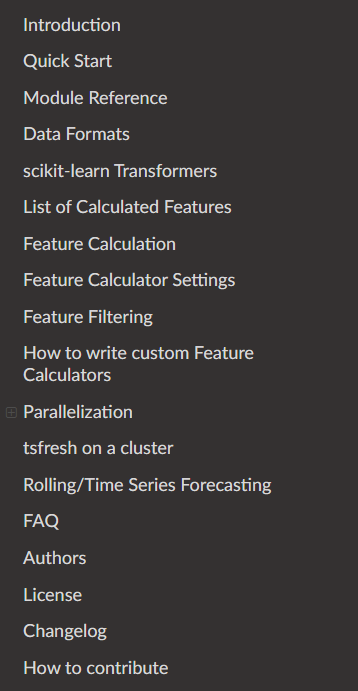 Introduction
Quick Start
Module Reference
Data Formats
scikit-learn Transformers
List of Calculated Features
Feature Calculation
Feature Calculator Settings
Feature Filtering
How to write custom Feature
Calculators
Parallelization
tsfresh on a cluster
Rolling/Time Series Forecasting
FAQ
Authors
License
Changelog
How to contribute